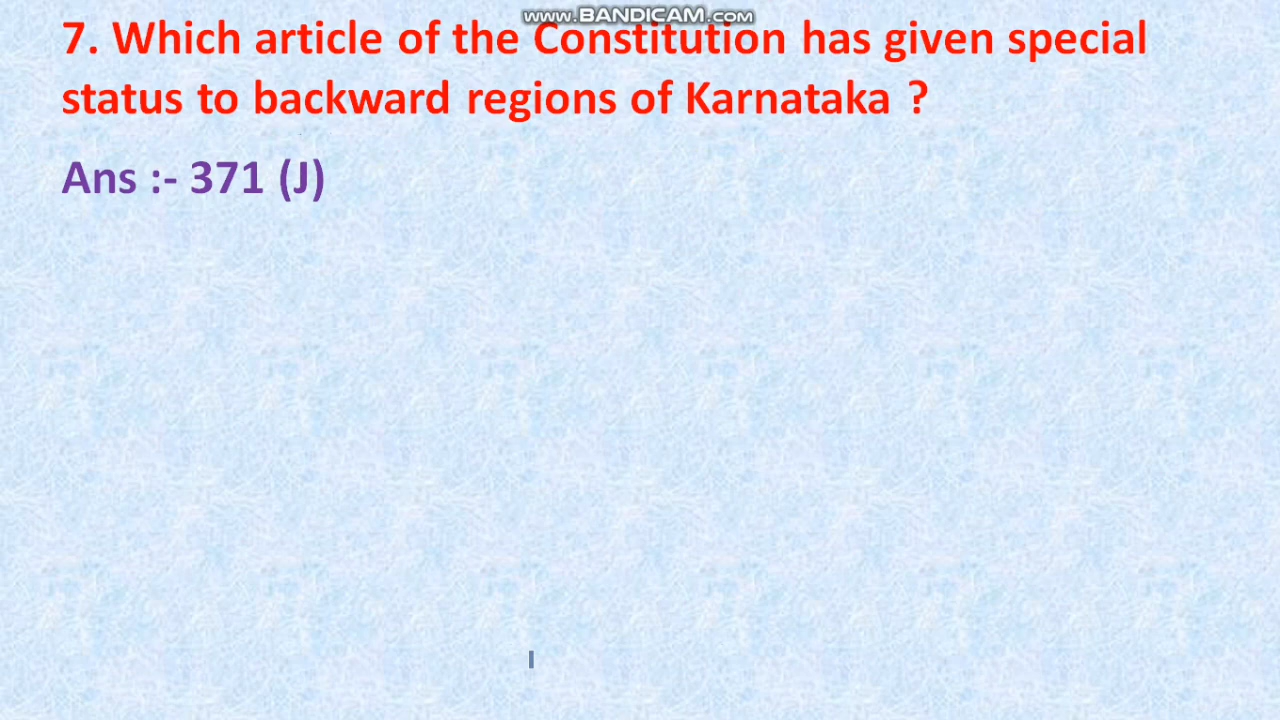 www.BANDICAM.com
7. Which article of the Constitution has given special
status to backward regions of Karnataka ?
Ans :- 371 (J)